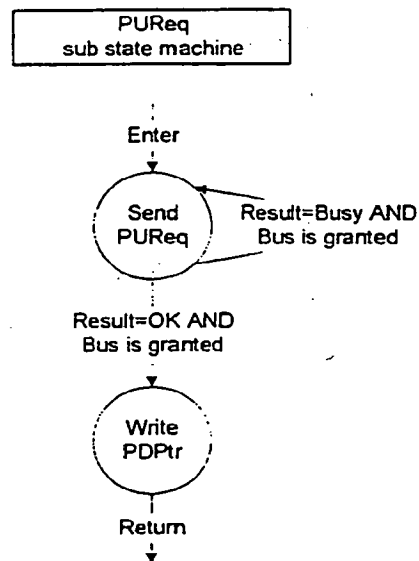 PUReq
sub state machine
Enter
Send
PUReq
Result=Busy AND
Bus is granted
Result=OK AND
Bus is granted
Write
PDPtr
Return